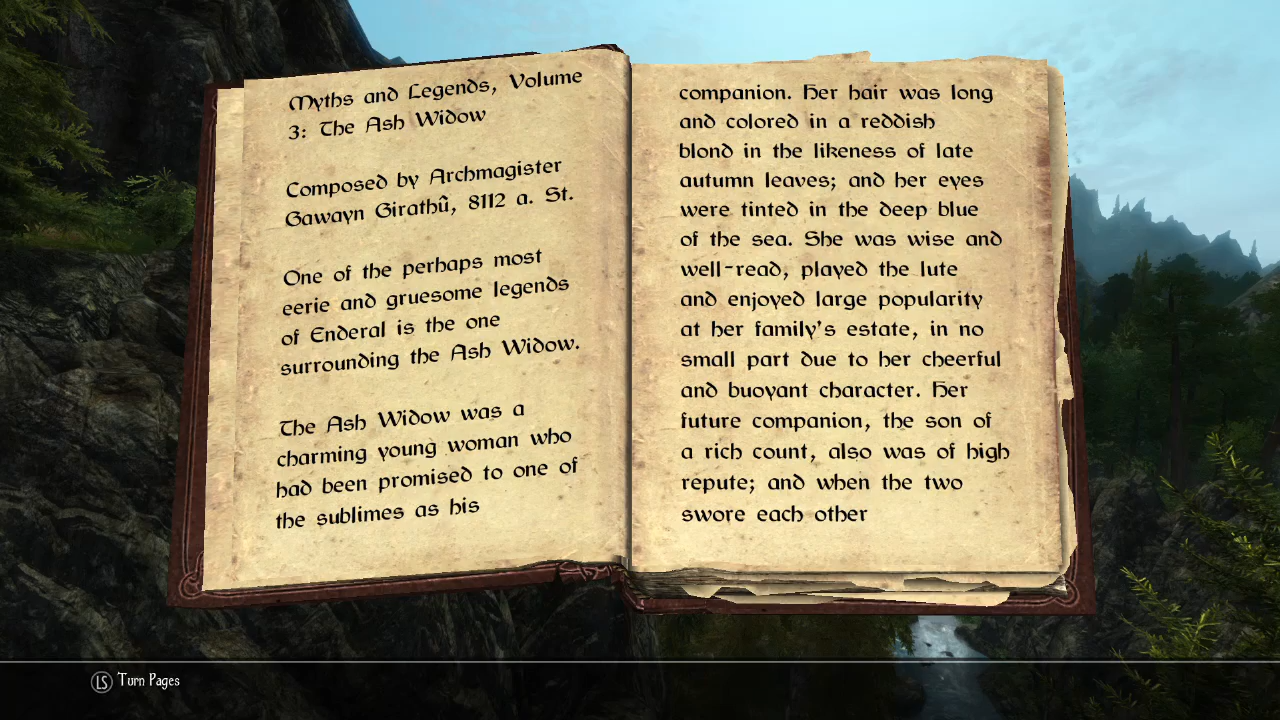 Myths and Legends, Volume
3: The Ash Widow
Composed by Archmagister
Gawayn Girathû, 8112 a. St.
One of the perhaps most
eerie and gruesome legends
of Enderal is the one
surrounding the Ash Widow.
The Ash Widow was a
charming young woman who
had been promised to one of
the sublimes as his
companion. Her hair was long
and colored in a reddish
blond in the likeness of late
autumn leaves; and her eyes
were tinted in the deep blue
of the sea. She was wise and
well-read, played the lute
and enjoyed large popularity
at her family's estate, in no
small part due to her cheerful
and buoyant character. Her
future companion, the son of
a rich count, also was of high
repute; and when the two
swore each other
LS Turn Pages